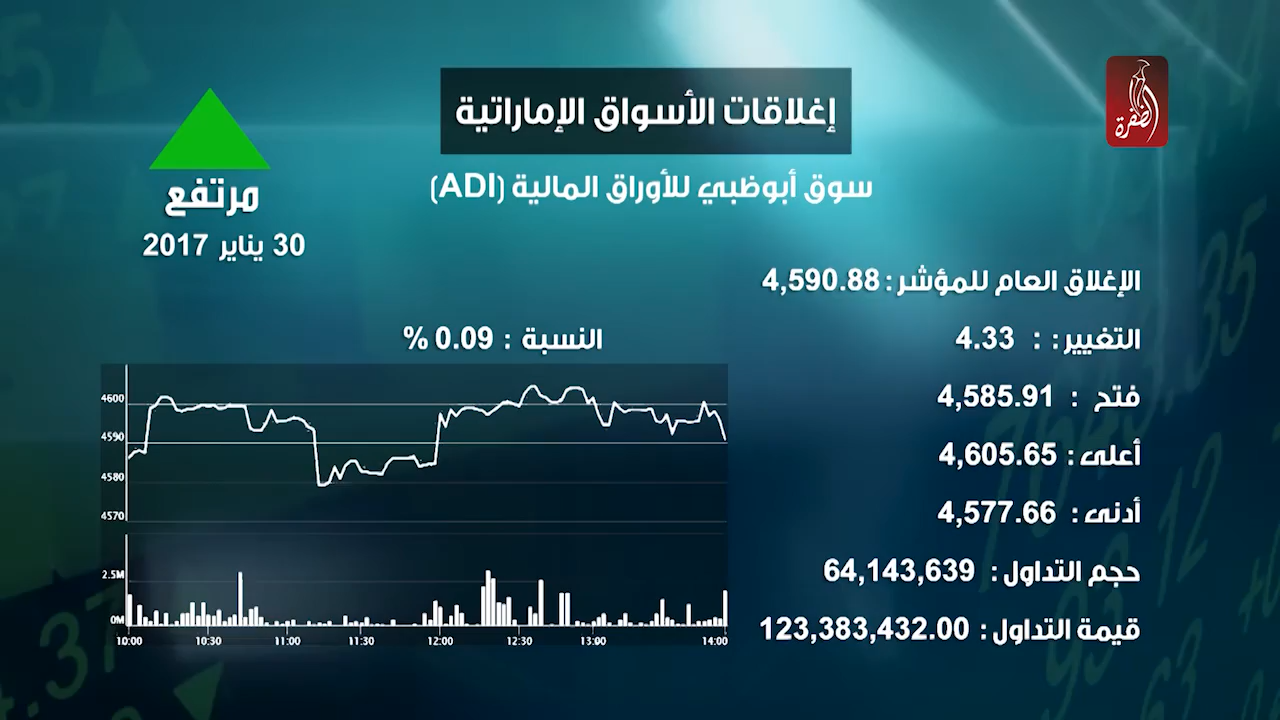 إغلاقات الأسواق الإماراتية
الظفرة
سوق أبوظبي للأوراق المالية (ADI)
مرتفع
30 يناير 2017
الإغلاق العام للمؤشر: 4,590.88
التغيير: : 4.33
النسبة : 0.09 %
فتح : 4,585.91
أعلى: 4,605.65
أدنى: 4,577.66
حجم التداول: 64,143,639
قيمة التداول: 123,383,432.00
4600
4590
4580
4570
2.5M
0M
10:00 10:30 11:00 11:30 12:00 12:30 13:00 14:00